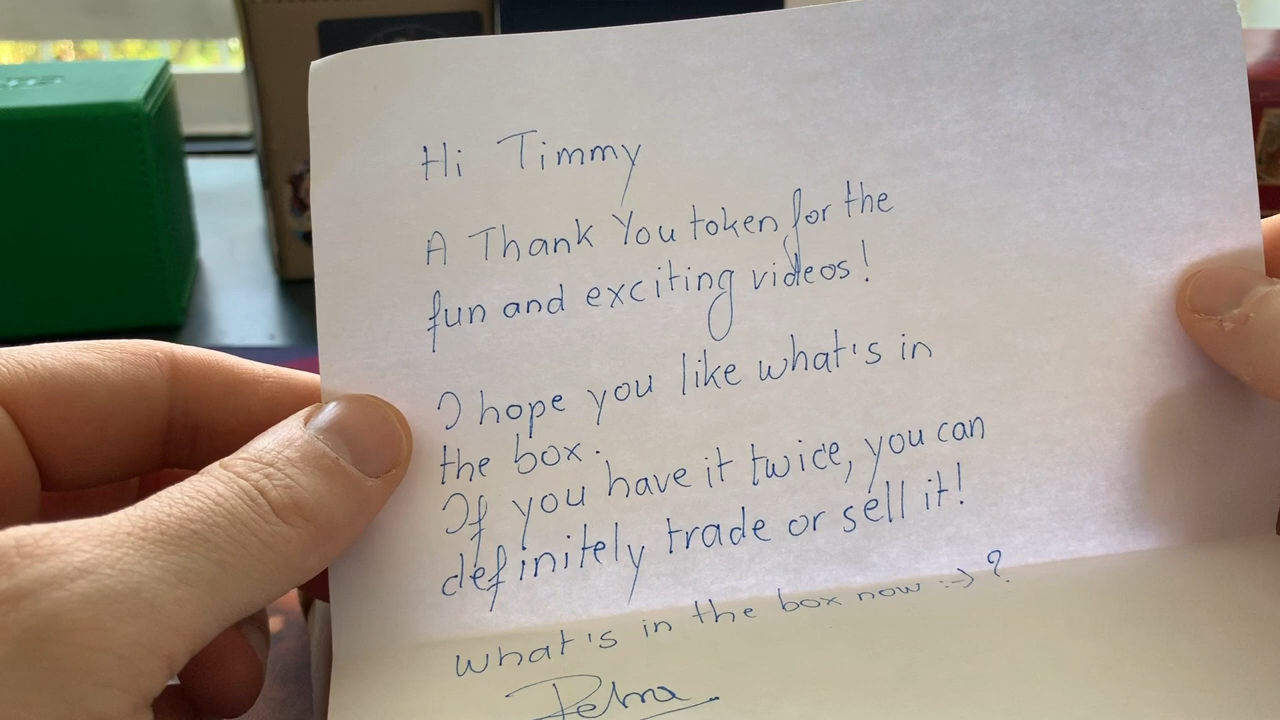 Hi Timmy
A Thank You token for the
fun and exciting videos!
I hope you like what's in
the box.
If you have it twice, you can
definitely trade or sell it!
What's in the box now :-) ?